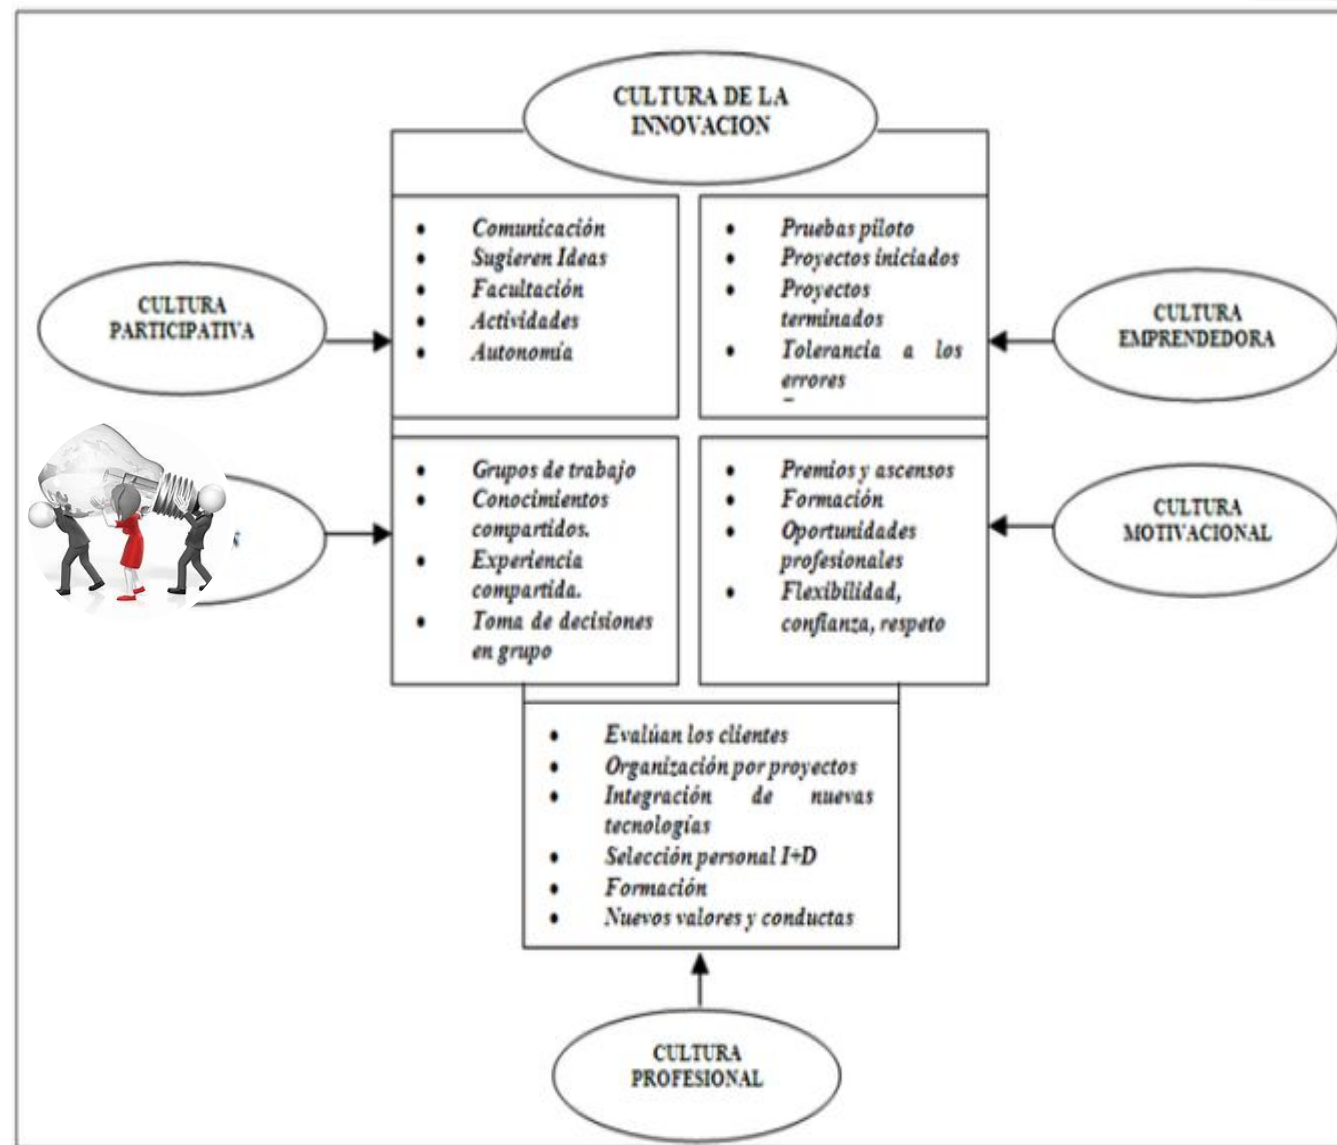 CULTURA DE LA
INNOVACION
CULTURA
PARTICIPATIVA
• Comunicación
• Sugieren Ideas
• Facultación
• Actividades
• Autonomía
• Pruebas piloto
• Proyectos iniciados
• Proyectos
terminados
• Tolerancia a los
errores
CULTURA
EMPRENDEDORA
• Grupos de trabajo
• Conocimientos
compartidos.
• Experiencia
compartida.
• Toma de decisiones
en grupo
• Premios y ascensos
• Formación
• Oportunidades
profesionales
• Flexibilidad,
confianza, respeto
CULTURA
MOTIVACIONAL
• Evalúan los clientes
• Organización por proyectos
• Integración de nuevas
tecnologías
• Selección personal I+D
• Formación
• Nuevos valores y conductas
CULTURA
PROFESIONAL